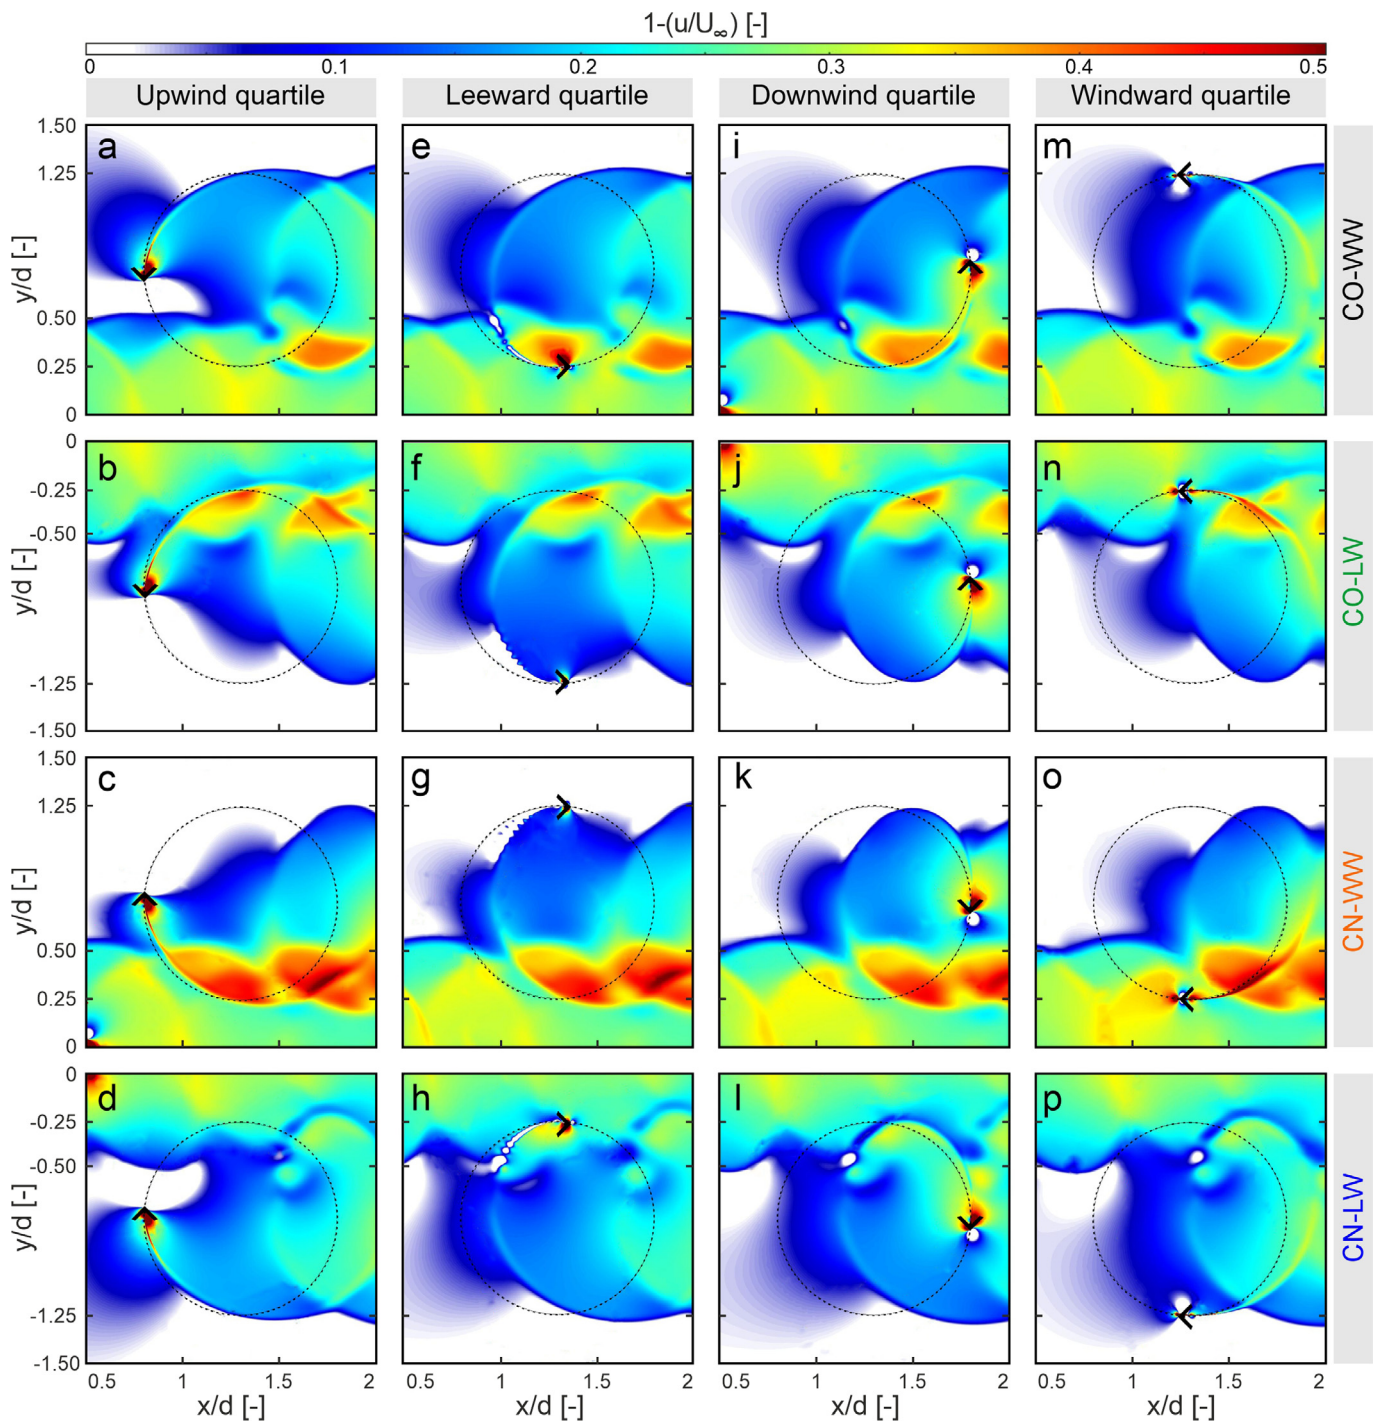 1-(u/U∞) [-]
0 0.1 0.2 0.3 0.4 0.5
Upwind quartile Leeward quartile Downwind quartile Windward quartile
a e i m
1.50
1.25
0.50
0.25
0
y/d [-]
CO-WW
b f j n
0
-0.25
-0.50
-1.25
-1.50
y/d [-]
CO-LW
c g k o
1.50
1.25
0.50
0.25
0
y/d [-]
CN-WW
d h l p
0
-0.25
-0.50
-1.25
-1.50
y/d [-]
CN-LW
0.5 1 1.5 2 0.5 1 1.5 2 0.5 1 1.5 2 0.5 1 1.5 2
x/d [-] x/d [-] x/d [-] x/d [-]